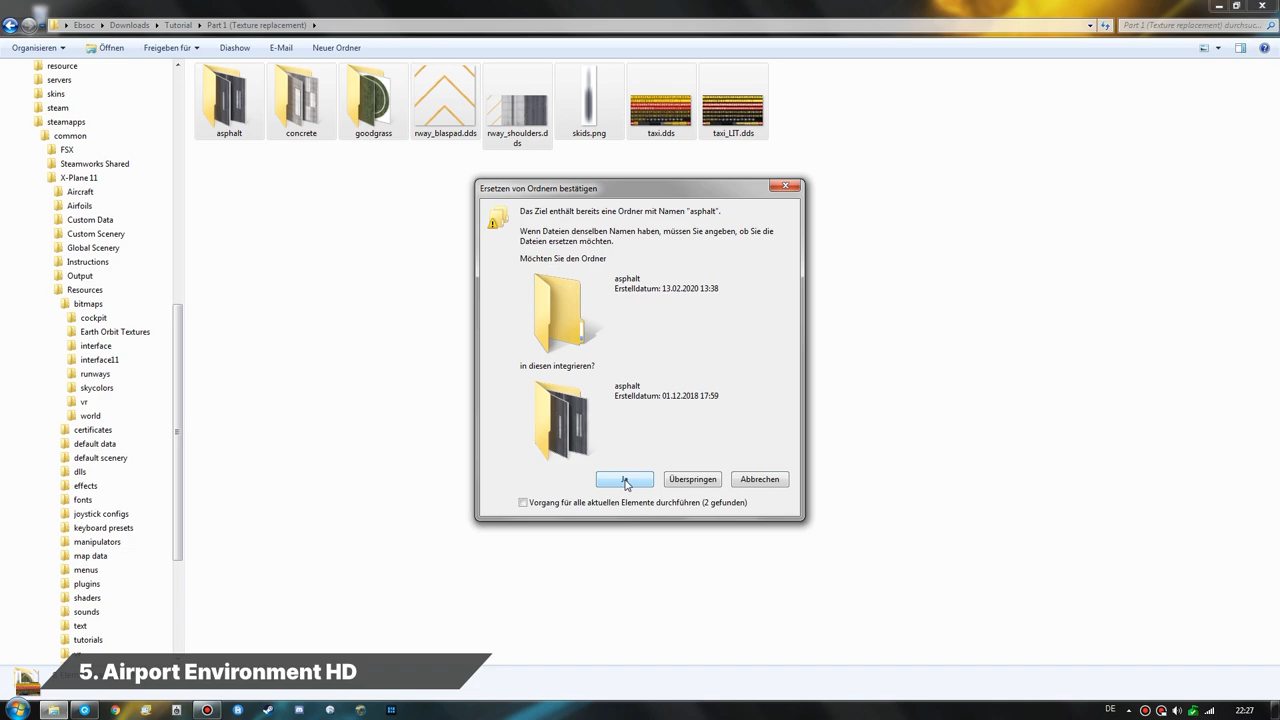 Ebsoc
Downloads
Tutorial
Part 1 (Texture replacement)
Part 1 (Texture replacement) durchsuc...
Organisieren
Öffnen
Freigeben für
Diashow
E-Mail
Neuer Ordner
resource
servers
skins
steam
steamapps
common
FSX
Steamworks Shared
X-Plane 11
Aircraft
Airfoils
Custom Data
Custom Scenery
Global Scenery
Instructions
Output
Resources
bitmaps
cockpit
Earth Orbit Textures
interface
interface11
runways
skycolors
vr
world
certificates
default data
default scenery
dlls
effects
fonts
joystick configs
keyboard presets
manipulators
map data
menus
plugins
shaders
sounds
text
tutorials
asphalt
concrete
goodgrass
rway_blaspad.dds
rway_shoulders.d
ds
skids.png
taxi.dds
taxi_LIT.dds
Ersetzen von Ordnern bestätigen
Das Ziel enthält bereits eine Ordner mit Namen "asphalt".
Wenn Dateien denselben Namen haben, müssen Sie angeben, ob Sie die
Dateien ersetzen möchten.
Möchten Sie den Ordner
asphalt
Erstelldatum: 13.02.2020 13:38
in diesen integrieren?
asphalt
Erstelldatum: 01.12.2018 17:59
Ja
Überspringen
Abbrechen
Vorgang für alle aktuellen Elemente durchführen (2 gefunden)
5. Airport Environment HD
DE
22:27